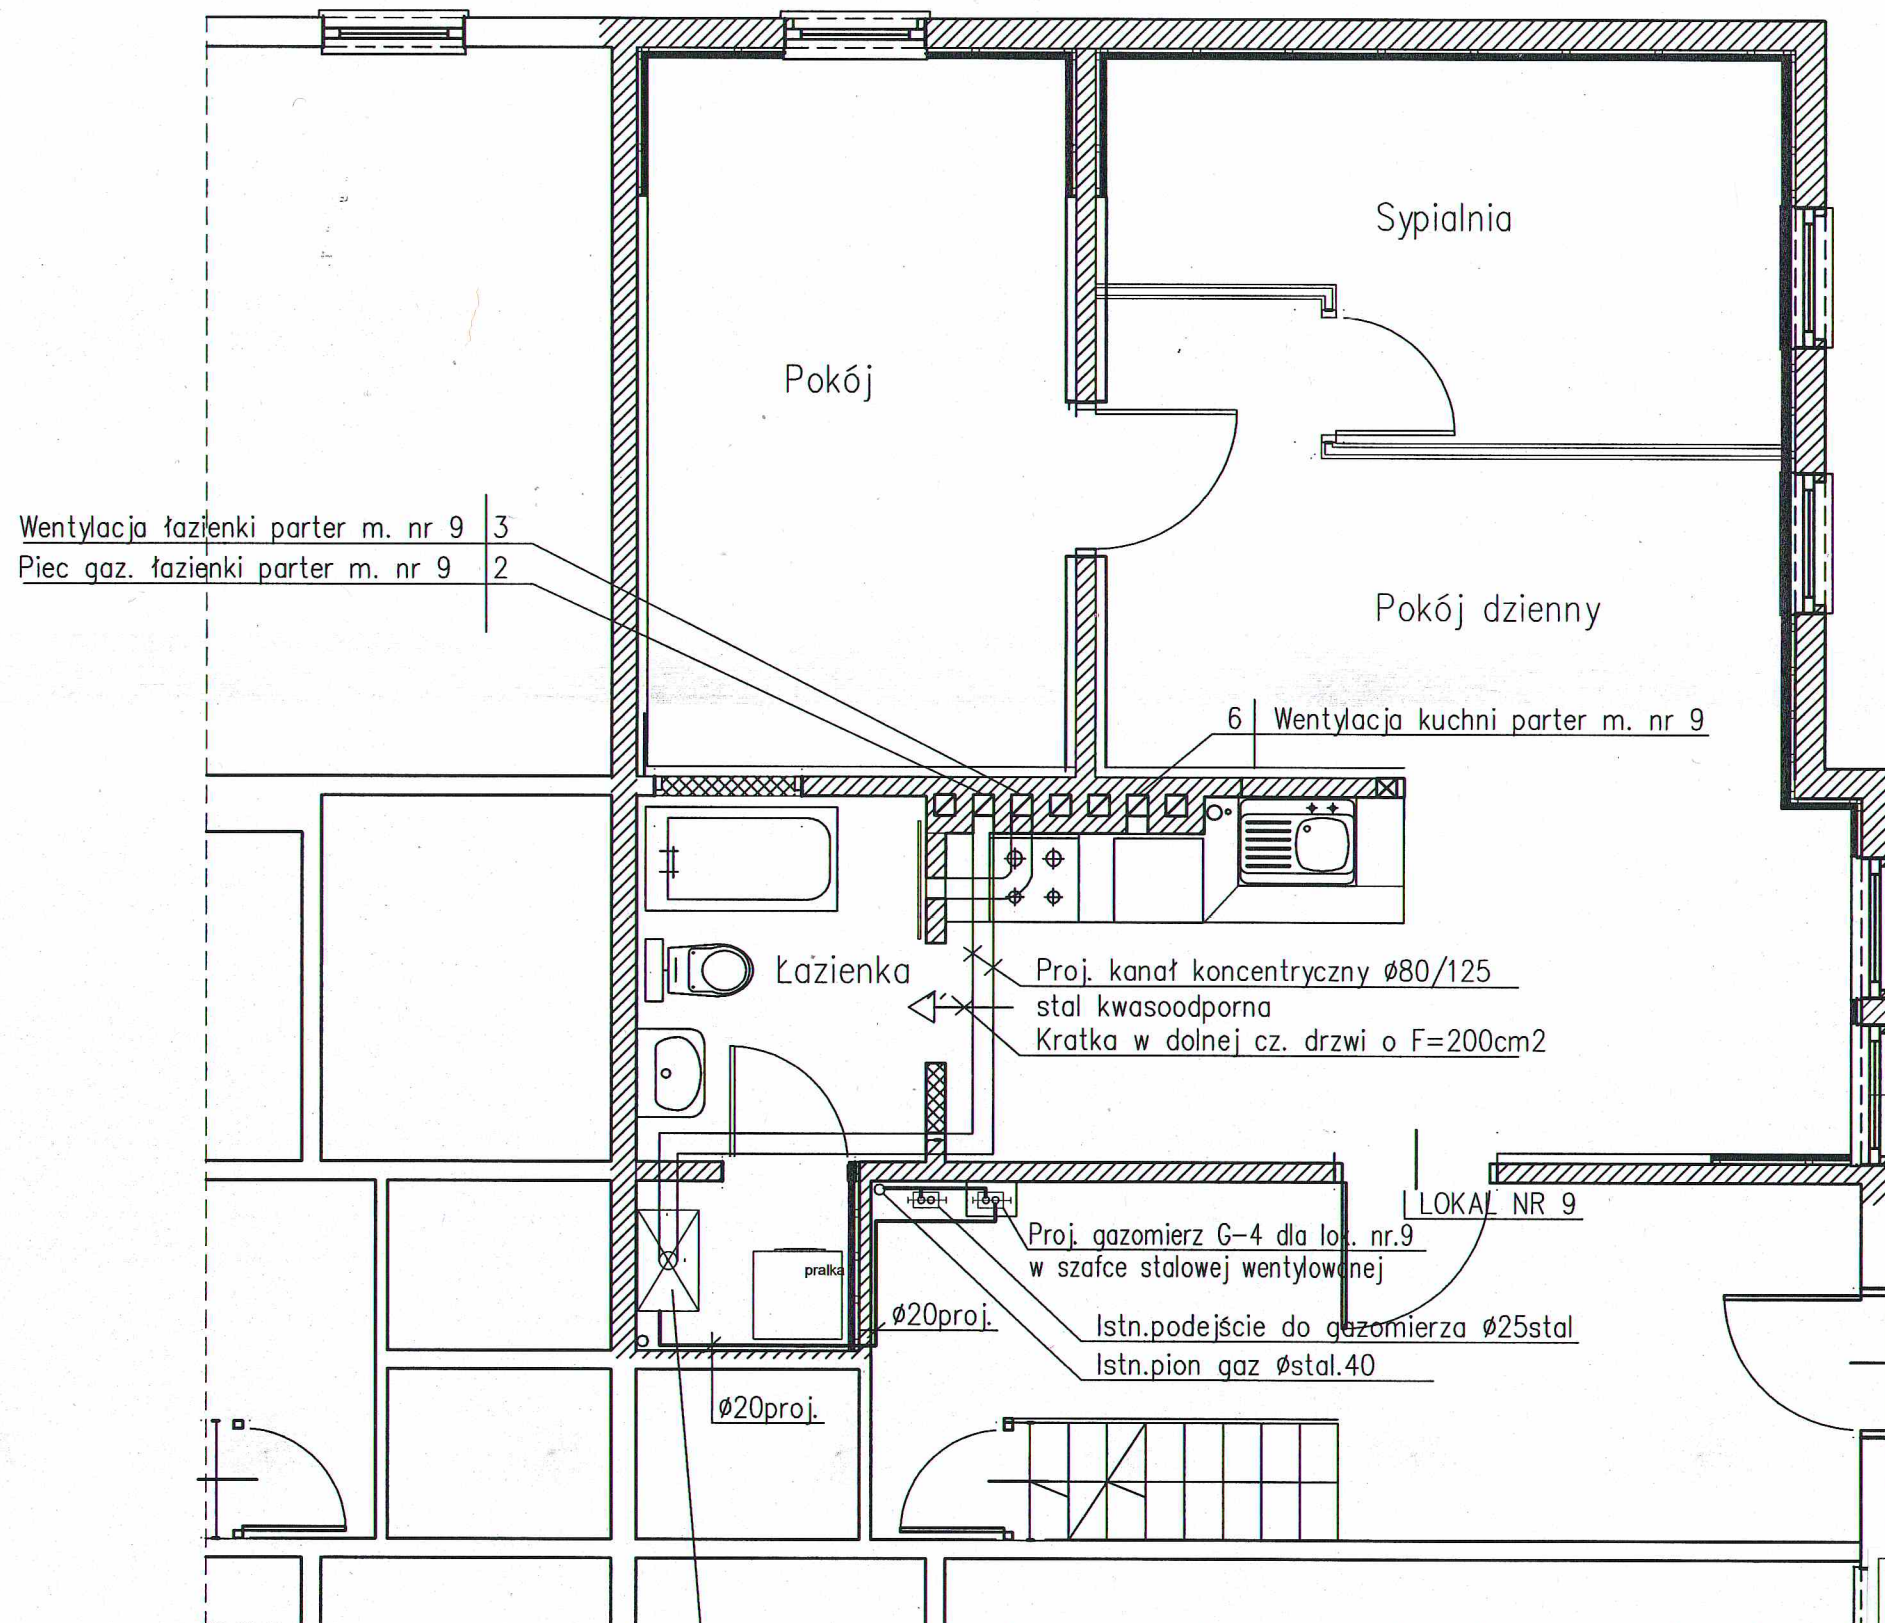 Sypialnia
Pokój
Wentylacja łazienki parter m. nr 9 3
Piec gaz. łazienki parter m. nr 9 2
Pokój dzienny
6 Wentylacja kuchni parter m. nr 9
Łazienka
Proj. kanał koncentryczny ø80/125
stal kwasoodporna
Kratka w dolnej cz. drzwi o F=200cm2
LOKAL NR 9
Proj. gazomierz G-4 dla lok. nr.9
w szafce stalowej wentylowanej
pralka
ø20proj.
Istn.podejście do gazomierza ø25stal
Istn.pion gaz østal.40
ø20proj.